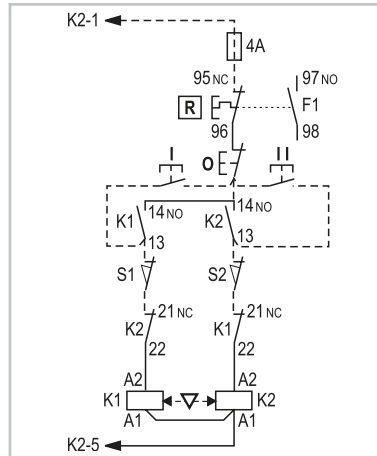 K2-1
4A
95 NC
97 NO
R
F1
96
98
I
O
II
K1
14 NO
K2
14 NO
13
13
S1
S2
21 NC
21 NC
K2
K1
22
22
A2
A2
K1
K2
A1
A1
K2-5